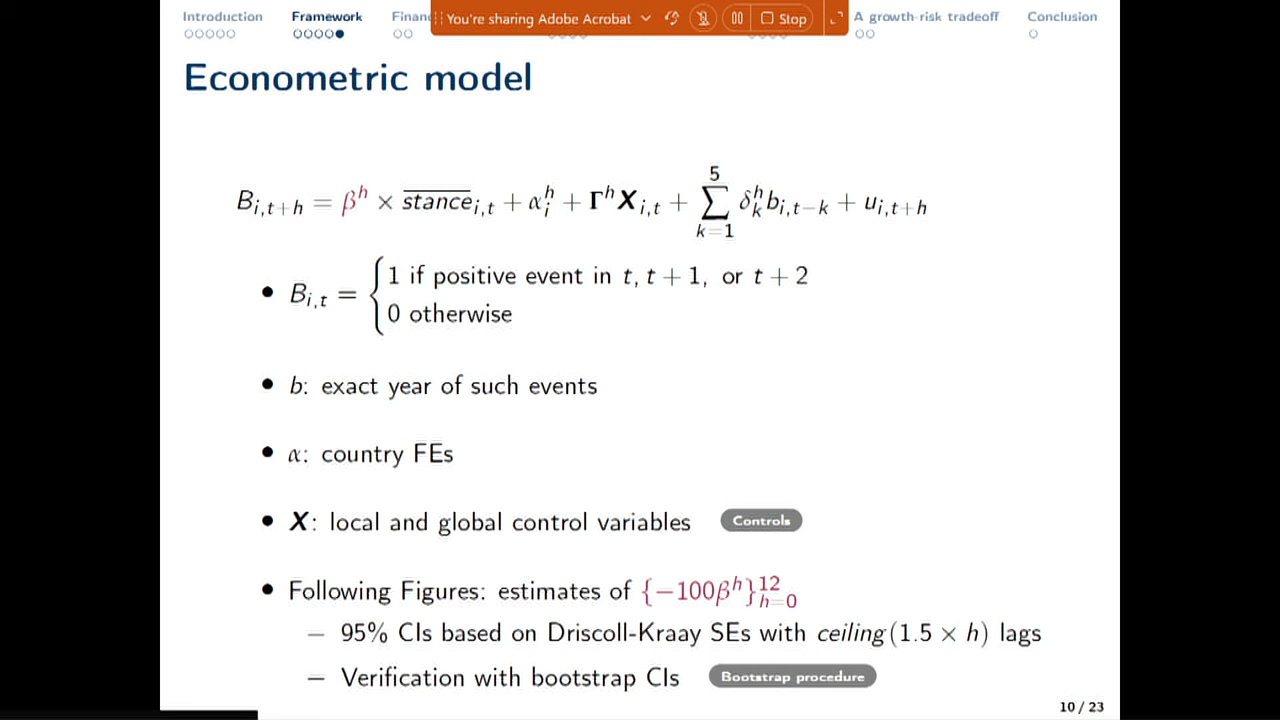 Introduction Framework Financ You're sharing Adobe Acrobat Stop A growth-risk tradeoff Conclusion
Econometric model
B_{i,t+h} = β^h × \overline{stance}_{i,t} + α_i^h + Γ^h X_{i,t} + \sum_{k=1}^{5} δ_k^h b_{i,t−k} + u_{i,t+h}
• B_{i,t} = { 1 if positive event in t, t + 1, or t + 2
0 otherwise
• b: exact year of such events
• α: country FEs
• X: local and global control variables Controls
• Following Figures: estimates of {−100β^h}_{h=0}^{12}
– 95% CIs based on Driscoll-Kraay SEs with ceiling(1.5 × h) lags
– Verification with bootstrap CIs Bootstrap procedure
10 / 23